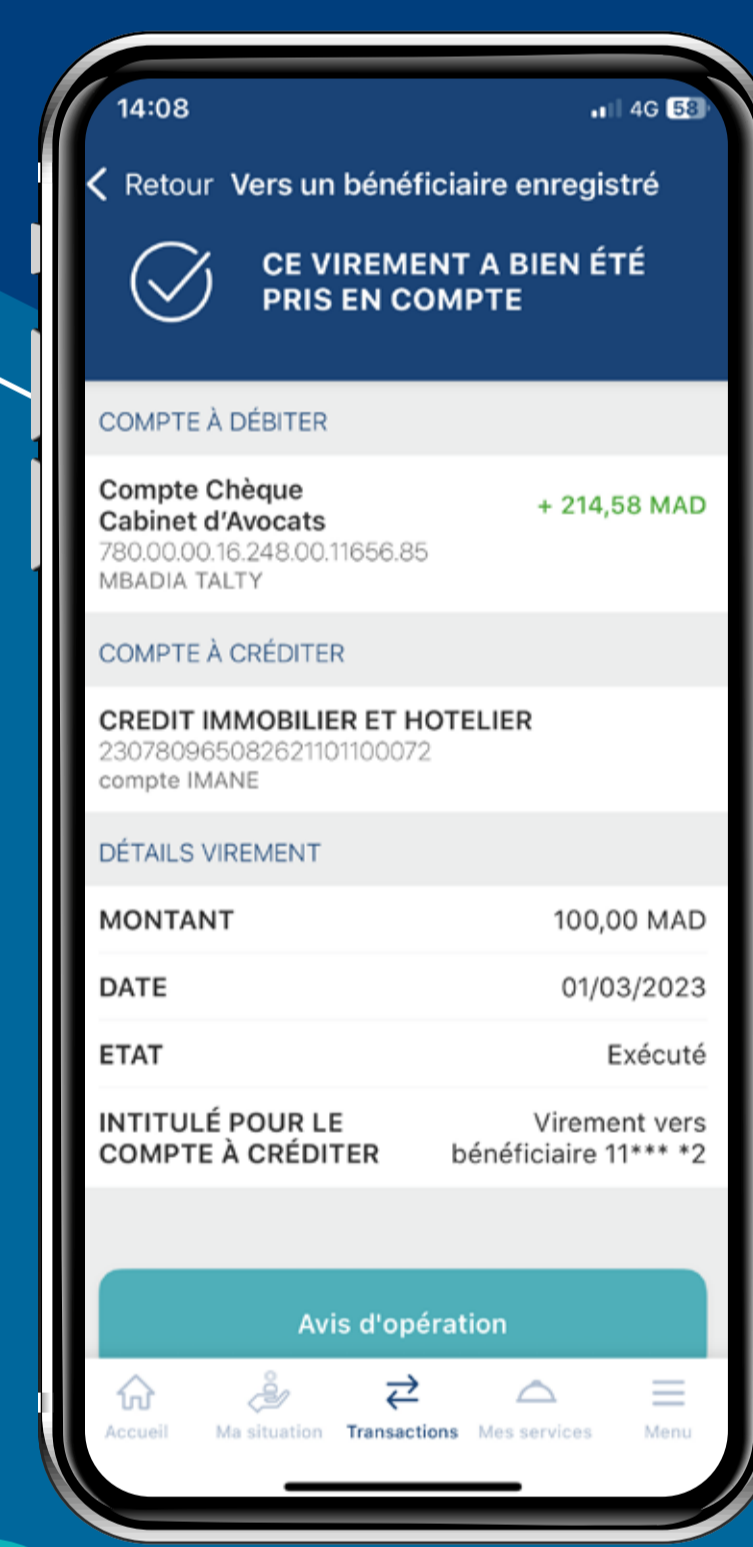 14:08 4G 58
Retour Vers un bénéficiaire enregistré
CE VIREMENT A BIEN ÉTÉ
PRIS EN COMPTE
COMPTE À DÉBITER
Compte Chèque
Cabinet d'Avocats
+ 214,58 MAD
780.00.00.16.248.00.11656.85
MBADIA TALTY
COMPTE À CRÉDITER
CREDIT IMMOBILIER ET HOTELIER
230780965082621101100072
compte IMANE
DÉTAILS VIREMENT
MONTANT 100,00 MAD
DATE 01/03/2023
ETAT Exécuté
INTITULÉ POUR LE
COMPTE À CRÉDITER
Virement vers
bénéficiaire 11*** *2
Avis d'opération
Accueil Ma situation Transactions Mes services Menu